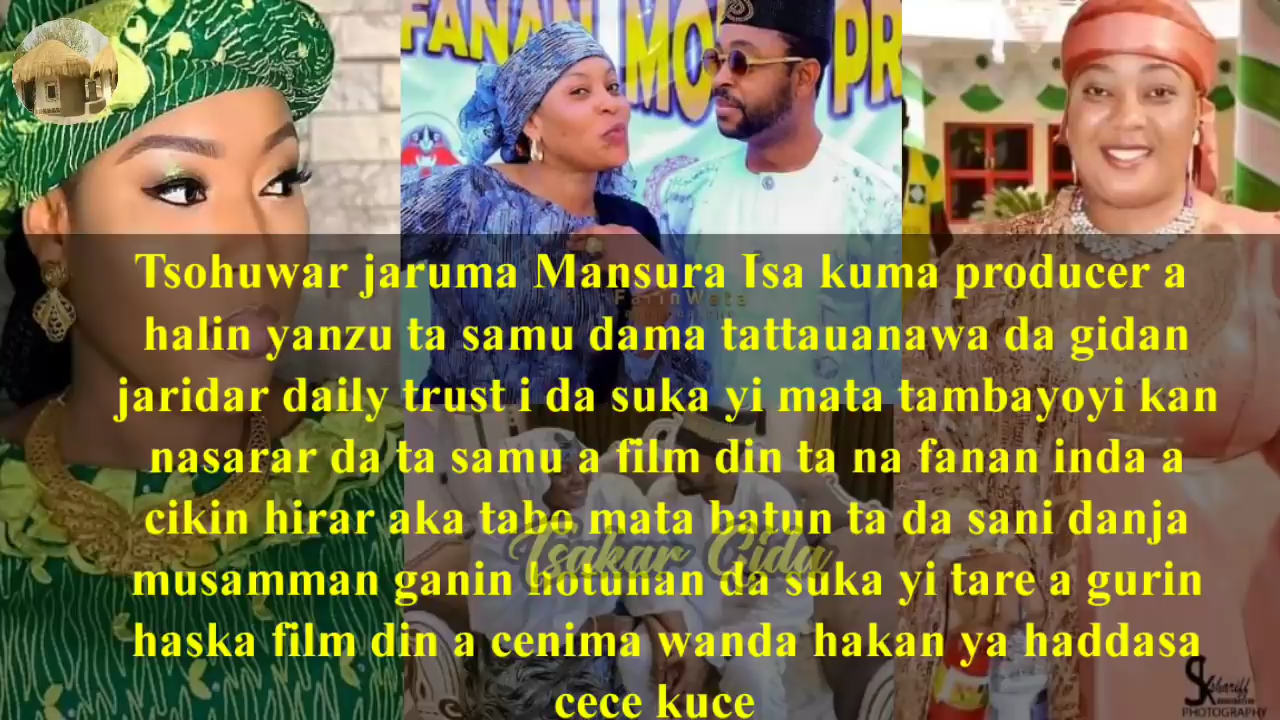 FANAN MO PR
Tsohuwar jaruma Mansura Isa kuma producer a
halin yanzu ta samu dama tattauanawa da gidan
FarinWata
jaridar daily trust i da suka yi mata tambayoyi kan
nasarar da ta samu a film din ta na fanan inda a
cikin hirar aka tabo mata batun ta da sani danja
Tsakar Gida
musamman ganin hotunan da suka yi tare a gurin
haska film din a cenima wanda hakan ya haddasa
cece kuce
PHOTOGRAPHY